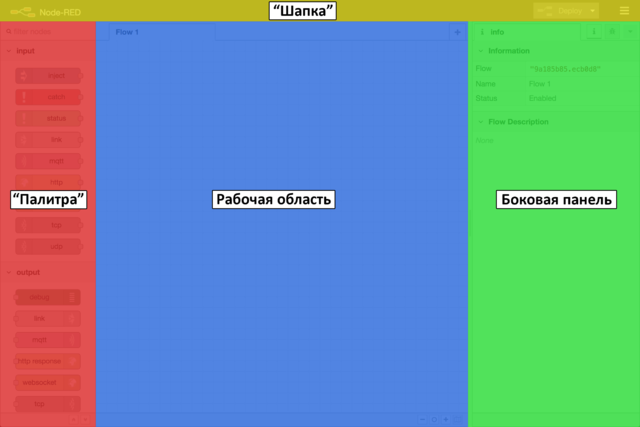 “Шапка”
Node-RED
Deploy
filter nodes
Flow 1
info
input
Information
inject
Flow "9a185b85.ecb8d8"
catch
Name Flow 1
status
Status Enabled
link
Flow Description
mqtt
None
http
“Палитра”
Рабочая область
Боковая панель
tcp
udp
output
debug
link
mqtt
http response
websocket
tcp